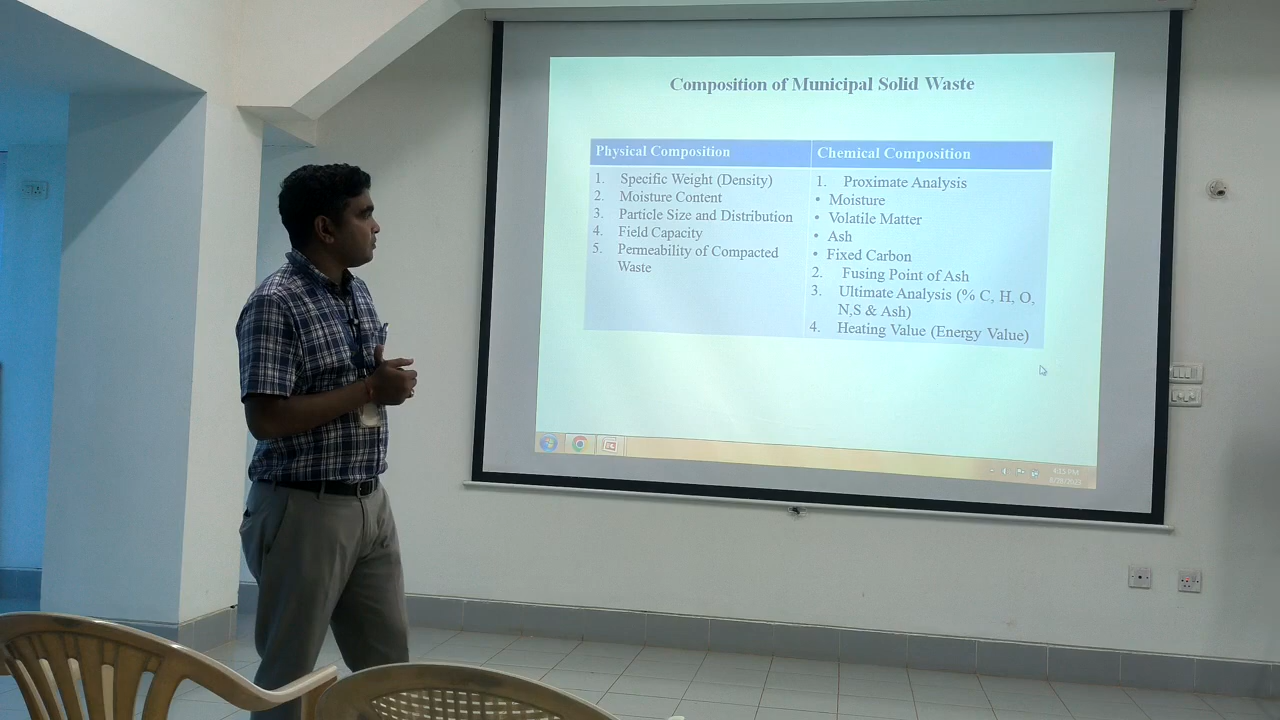 Composition of Municipal Solid Waste
Physical Composition
1. Specific Weight (Density)
2. Moisture Content
3. Particle Size and Distribution
4. Field Capacity
5. Permeability of Compacted
Waste
Chemical Composition
1. Proximate Analysis
• Moisture
• Volatile Matter
• Ash
• Fixed Carbon
2. Fusing Point of Ash
3. Ultimate Analysis (% C, H, O,
N,S & Ash)
4. Heating Value (Energy Value)